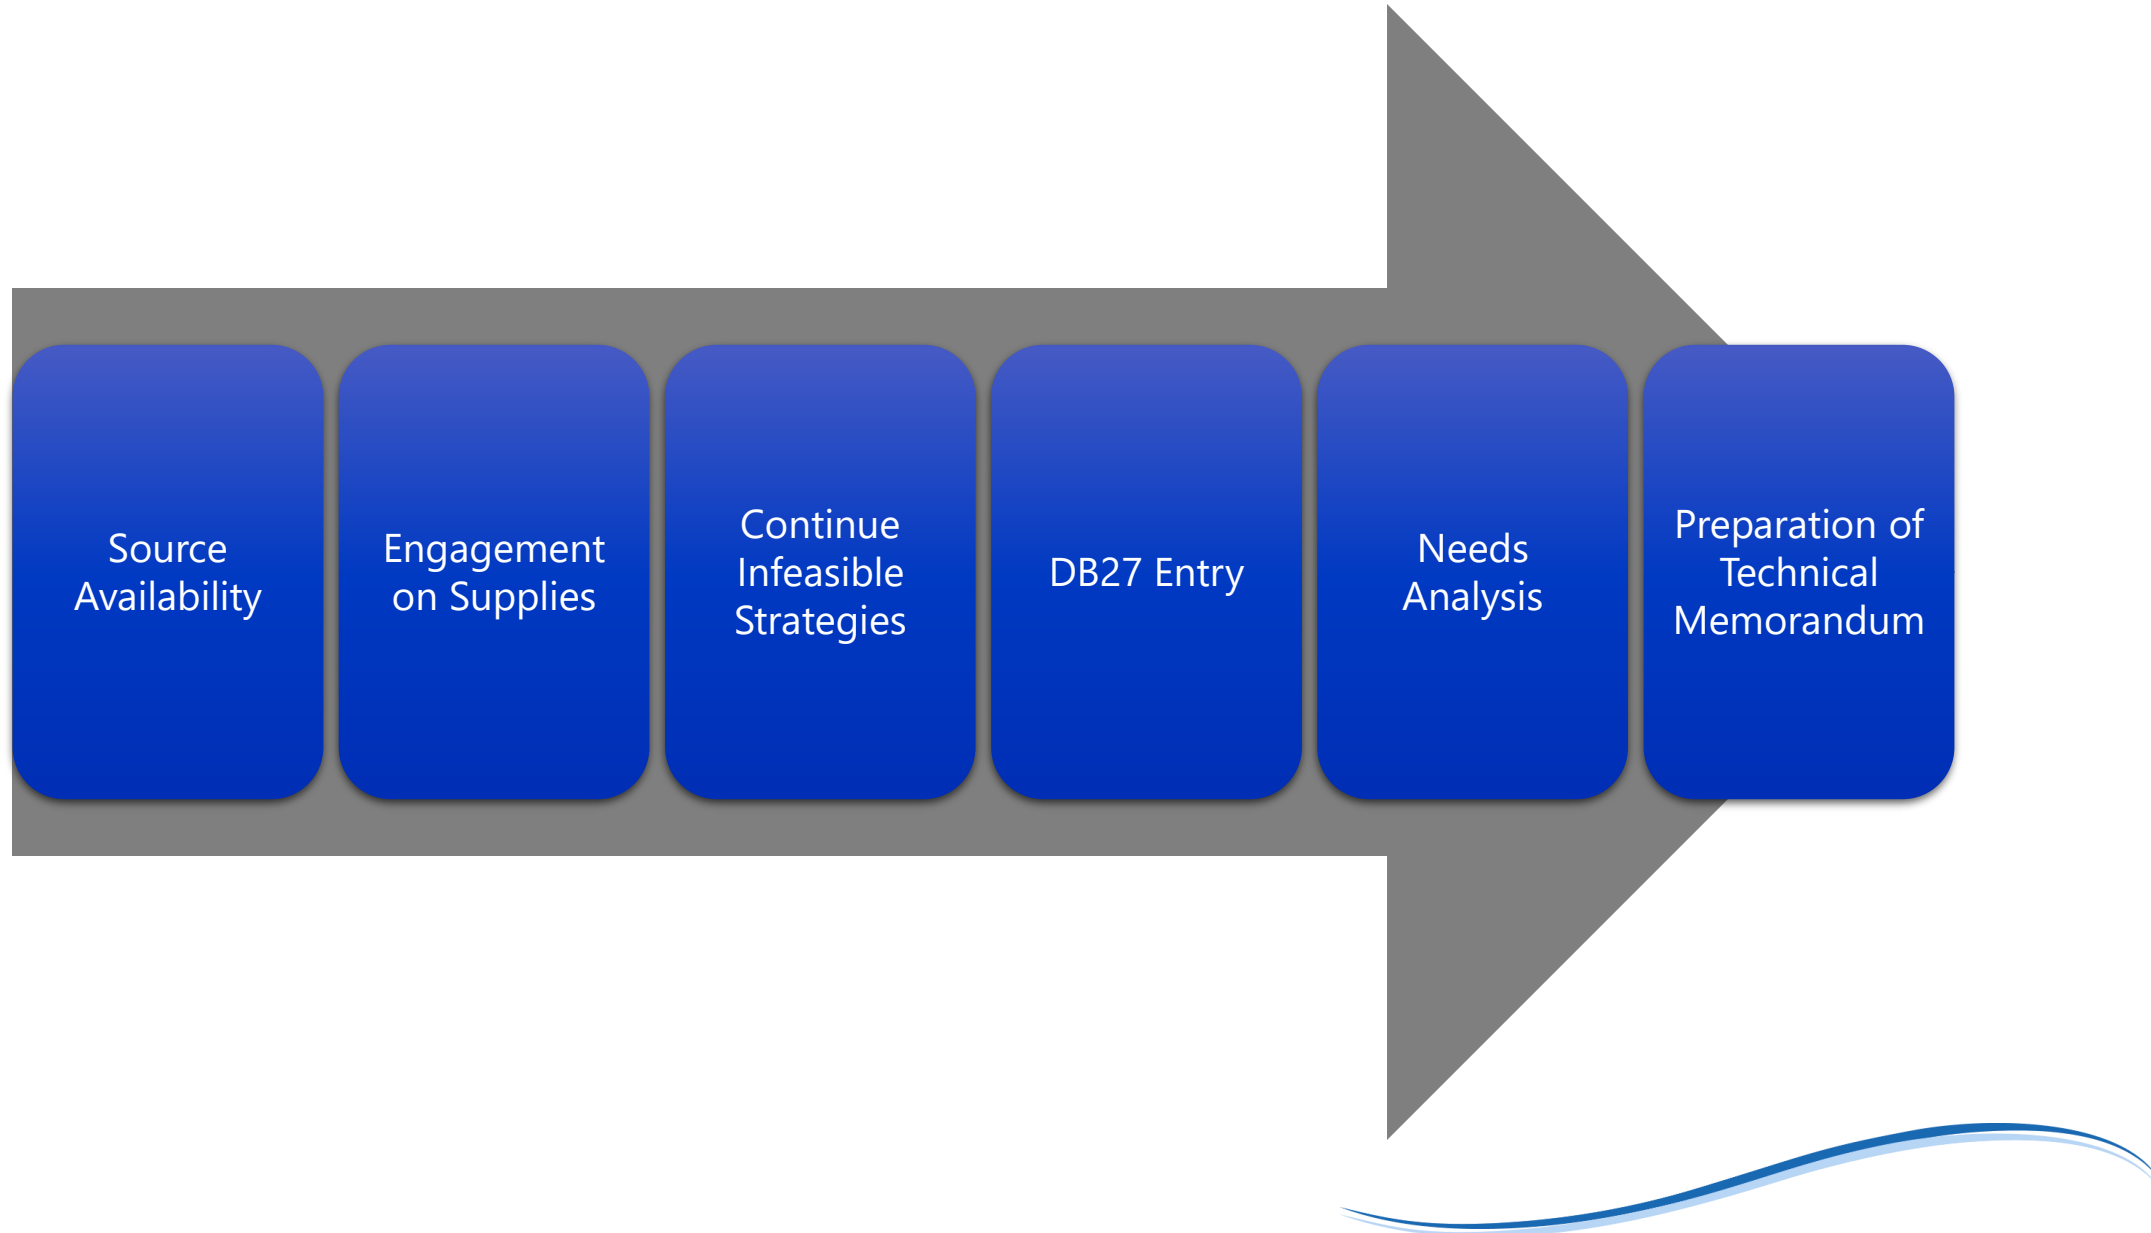 Source
Availability
Engagement
on Supplies
Continue
Infeasible
Strategies
DB27 Entry
Needs
Analysis
Preparation of
Technical
Memorandum